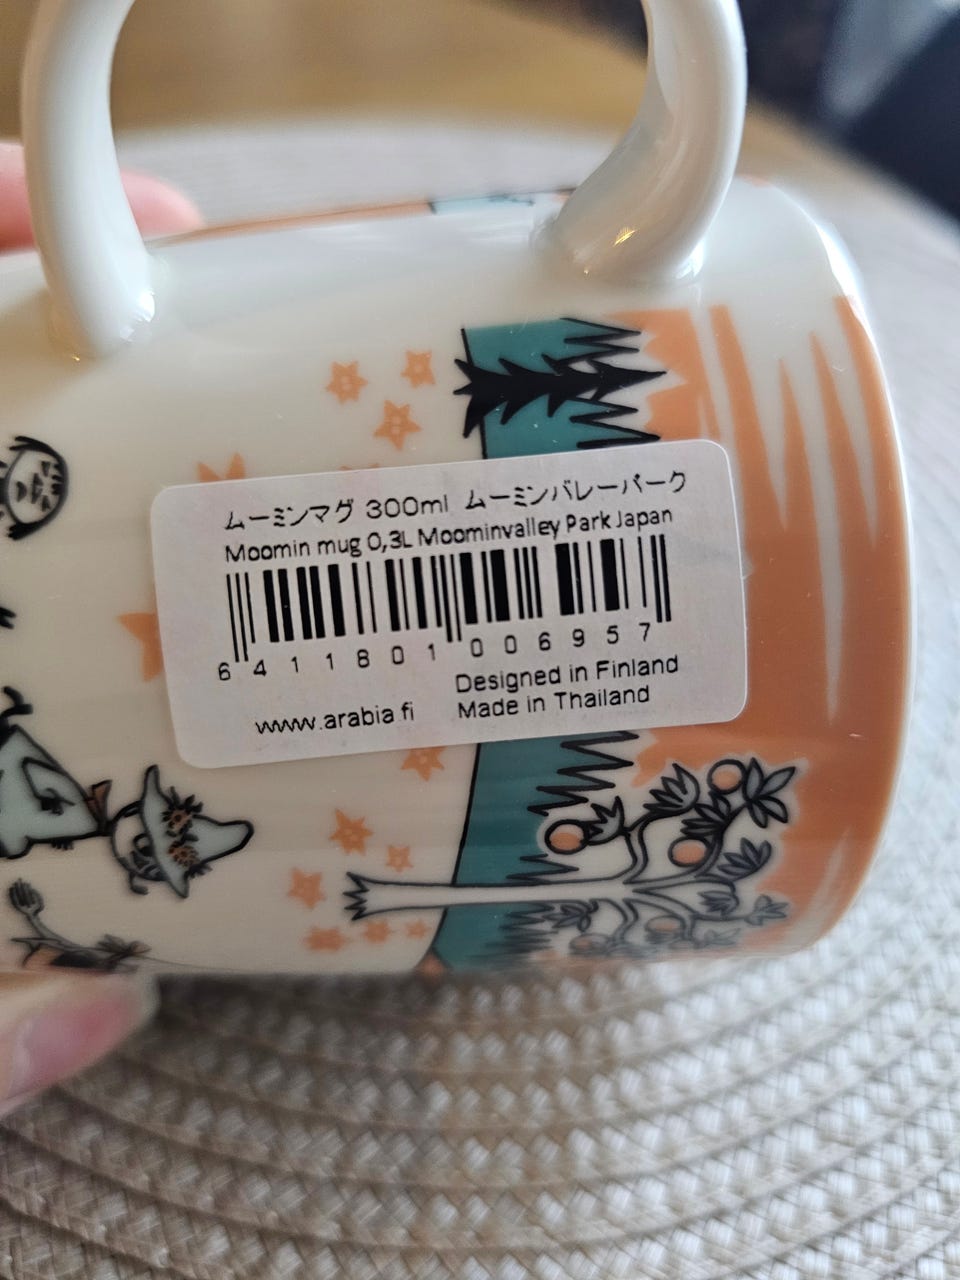 ムーミンマグ 300ml ムーミンバレーパーク
Moomin mug 0,3L Moominvalley Park Japan
6 411801 006957
Designed in Finland
www.arabia.fi Made in Thailand